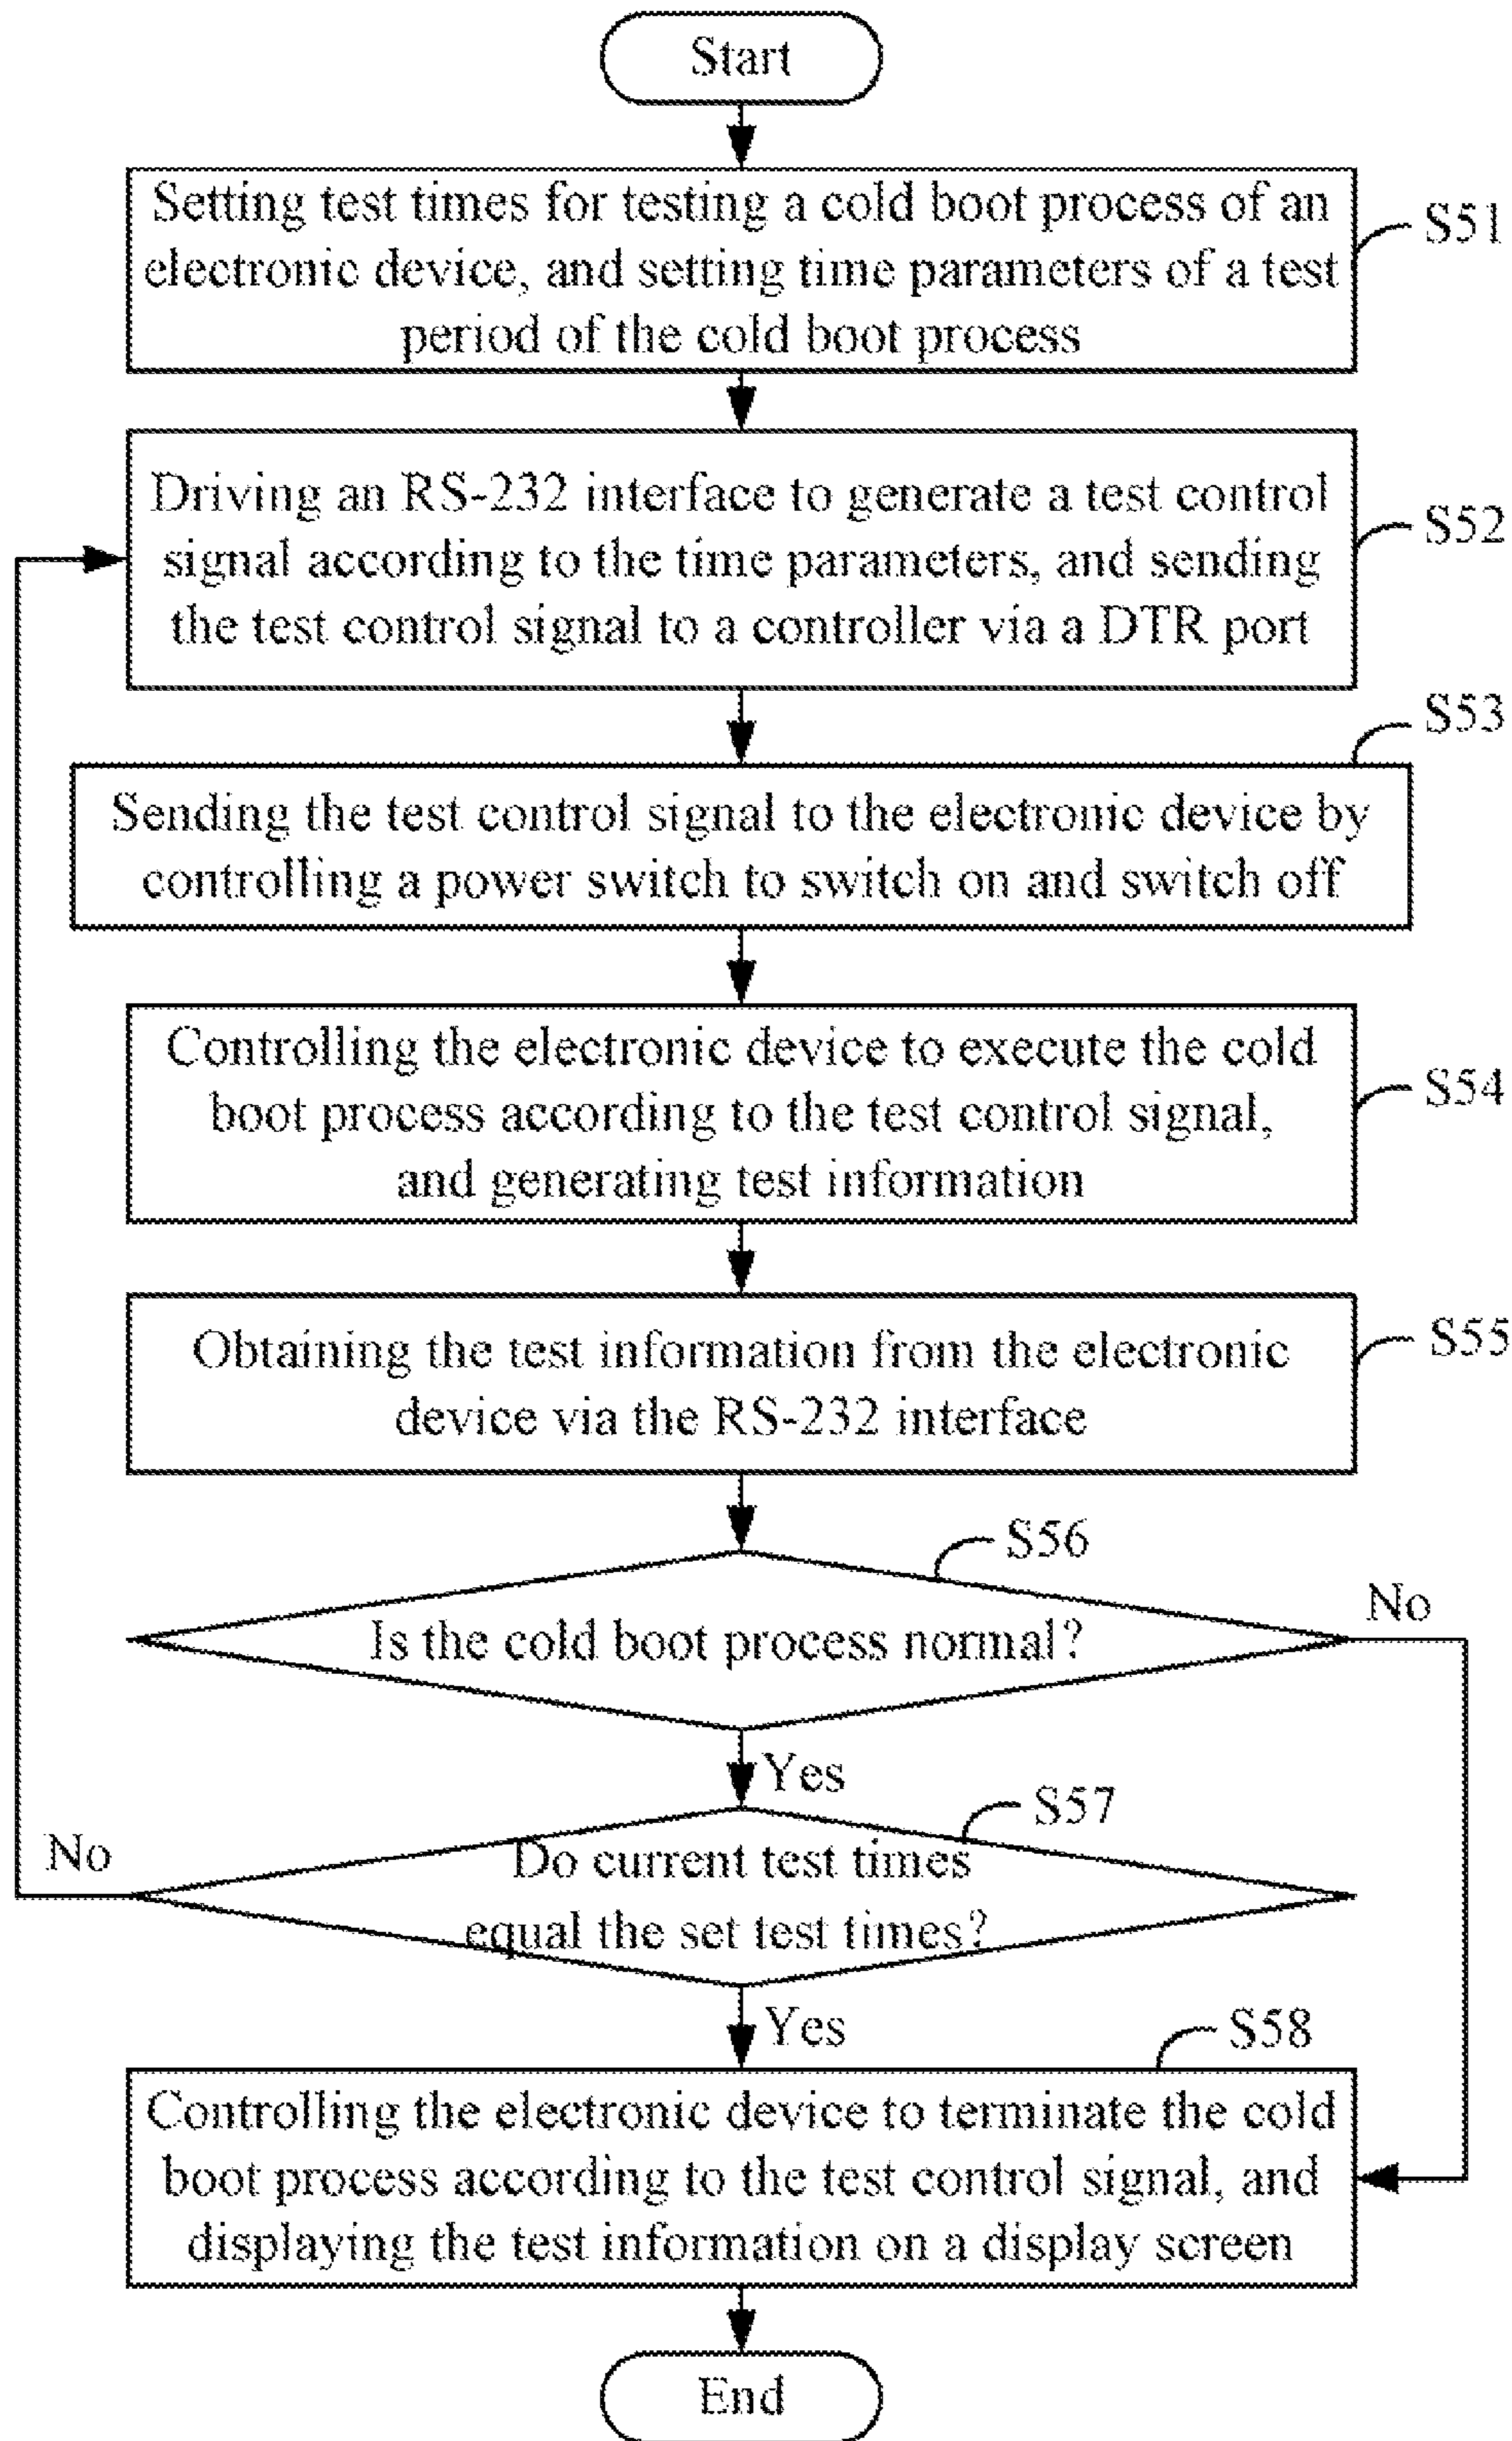 Start
Setting test times for testing a cold boot process of an
electronic device, and setting time parameters of a test
period of the cold boot process
S51
Driving an RS-232 interface to generate a test control
signal according to the time parameters, and sending
the test control signal to a controller via a DTR port
S52
S53
Sending the test control signal to the electronic device by
controlling a power switch to switch on and switch off
Controlling the electronic device to execute the cold
boot process according to the test control signal,
and generating test information
S54
Obtaining the test information from the electronic
device via the RS-232 interface
S55
S56
Is the cold boot process normal?
No
Yes
S57
Do current test times
equal the set test times?
No
Yes
S58
Controlling the electronic device to terminate the cold
boot process according to the test control signal, and
displaying the test information on a display screen
End